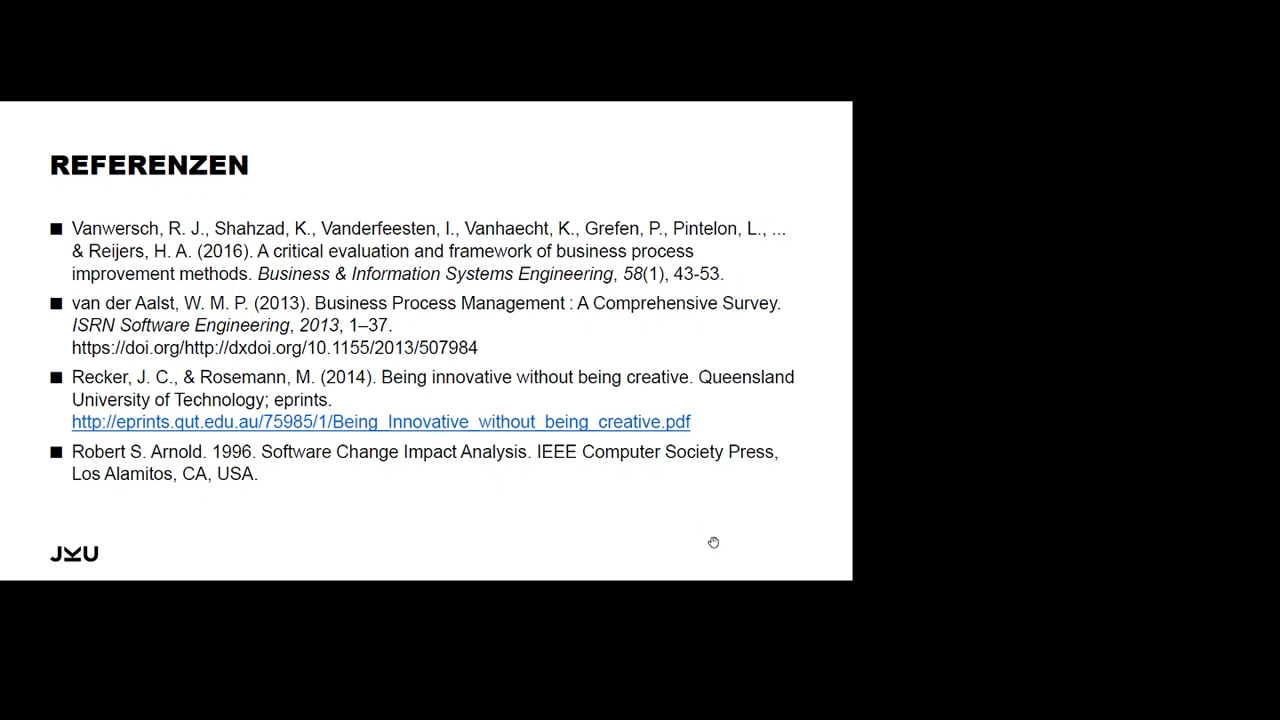 REFERENZEN
■ Vanwersch, R. J., Shahzad, K., Vanderfeesten, I., Vanhaecht, K., Grefen, P., Pintelon, L., ...
& Reijers, H. A. (2016). A critical evaluation and framework of business process
improvement methods. Business & Information Systems Engineering, 58(1), 43-53.
■ van der Aalst, W. M. P. (2013). Business Process Management : A Comprehensive Survey.
ISRN Software Engineering, 2013, 1–37.
https://doi.org/http://dxdoi.org/10.1155/2013/507984
■ Recker, J. C., & Rosemann, M. (2014). Being innovative without being creative. Queensland
University of Technology; eprints.
http://eprints.qut.edu.au/75985/1/Being_Innovative_without_being_creative.pdf
■ Robert S. Arnold. 1996. Software Change Impact Analysis. IEEE Computer Society Press,
Los Alamitos, CA, USA.
JKU